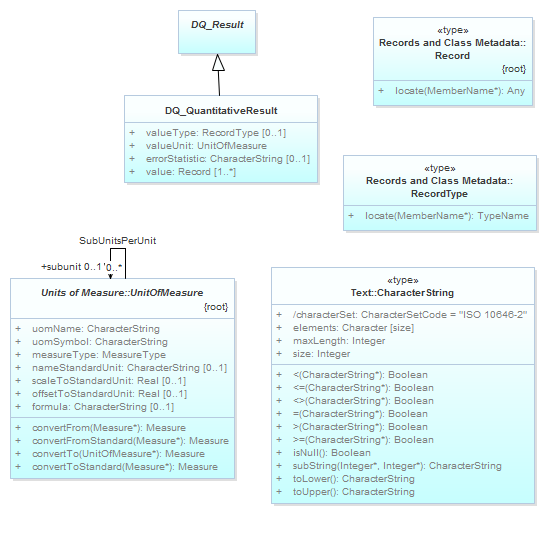 DQ_Result
«type»
Records and Class Metadata::
Record
{root}
+ locate(MemberName*): Any
DQ_QuantitativeResult
+ valueType: RecordType [0..1]
+ valueUnit: UnitOfMeasure
+ errorStatistic: CharacterString [0..1]
+ value: Record [1..*]
«type»
Records and Class Metadata::
RecordType
+ locate(MemberName*): TypeName
SubUnitsPerUnit
+subunit 0..1 0..*
Units of Measure::UnitOfMeasure
{root}
+ uomName: CharacterString
+ uomSymbol: CharacterString
+ measureType: MeasureType
+ nameStandardUnit: CharacterString [0..1]
+ scaleToStandardUnit: Real [0..1]
+ offsetToStandardUnit: Real [0..1]
+ formula: CharacterString [0..1]
+ convertFrom(Measure*): Measure
+ convertFromStandard(Measure*): Measure
+ convertTo(UnitOfMeasure*): Measure
+ convertToStandard(Measure*): Measure
«type»
Text::CharacterString
+ /characterSet: CharacterSetCode = "ISO 10646-2"
+ elements: Character [size]
+ maxLength: Integer
+ size: Integer
+ <(CharacterString*): Boolean
+ <=(CharacterString*): Boolean
+ <>(CharacterString*): Boolean
+ =(CharacterString*): Boolean
+ >(CharacterString*): Boolean
+ >=(CharacterString*): Boolean
+ isNull(): Boolean
+ subString(Integer*, Integer*): CharacterString
+ toLower(): CharacterString
+ toUpper(): CharacterString